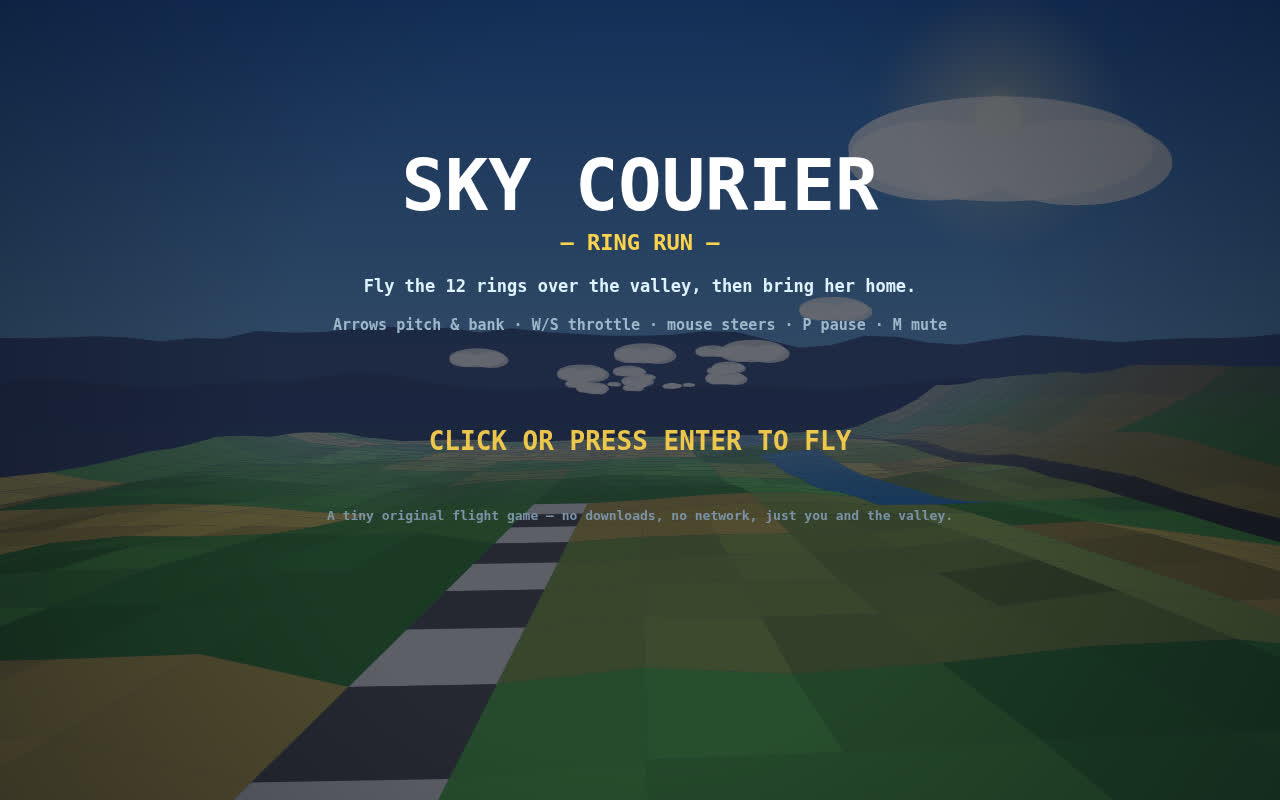 SKY COURIER
— RING RUN —
Fly the 12 rings over the valley, then bring her home.
Arrows pitch & bank · W/S throttle · mouse steers · P pause · M mute
CLICK OR PRESS ENTER TO FLY
A tiny original flight game — no downloads, no network, just you and the valley.